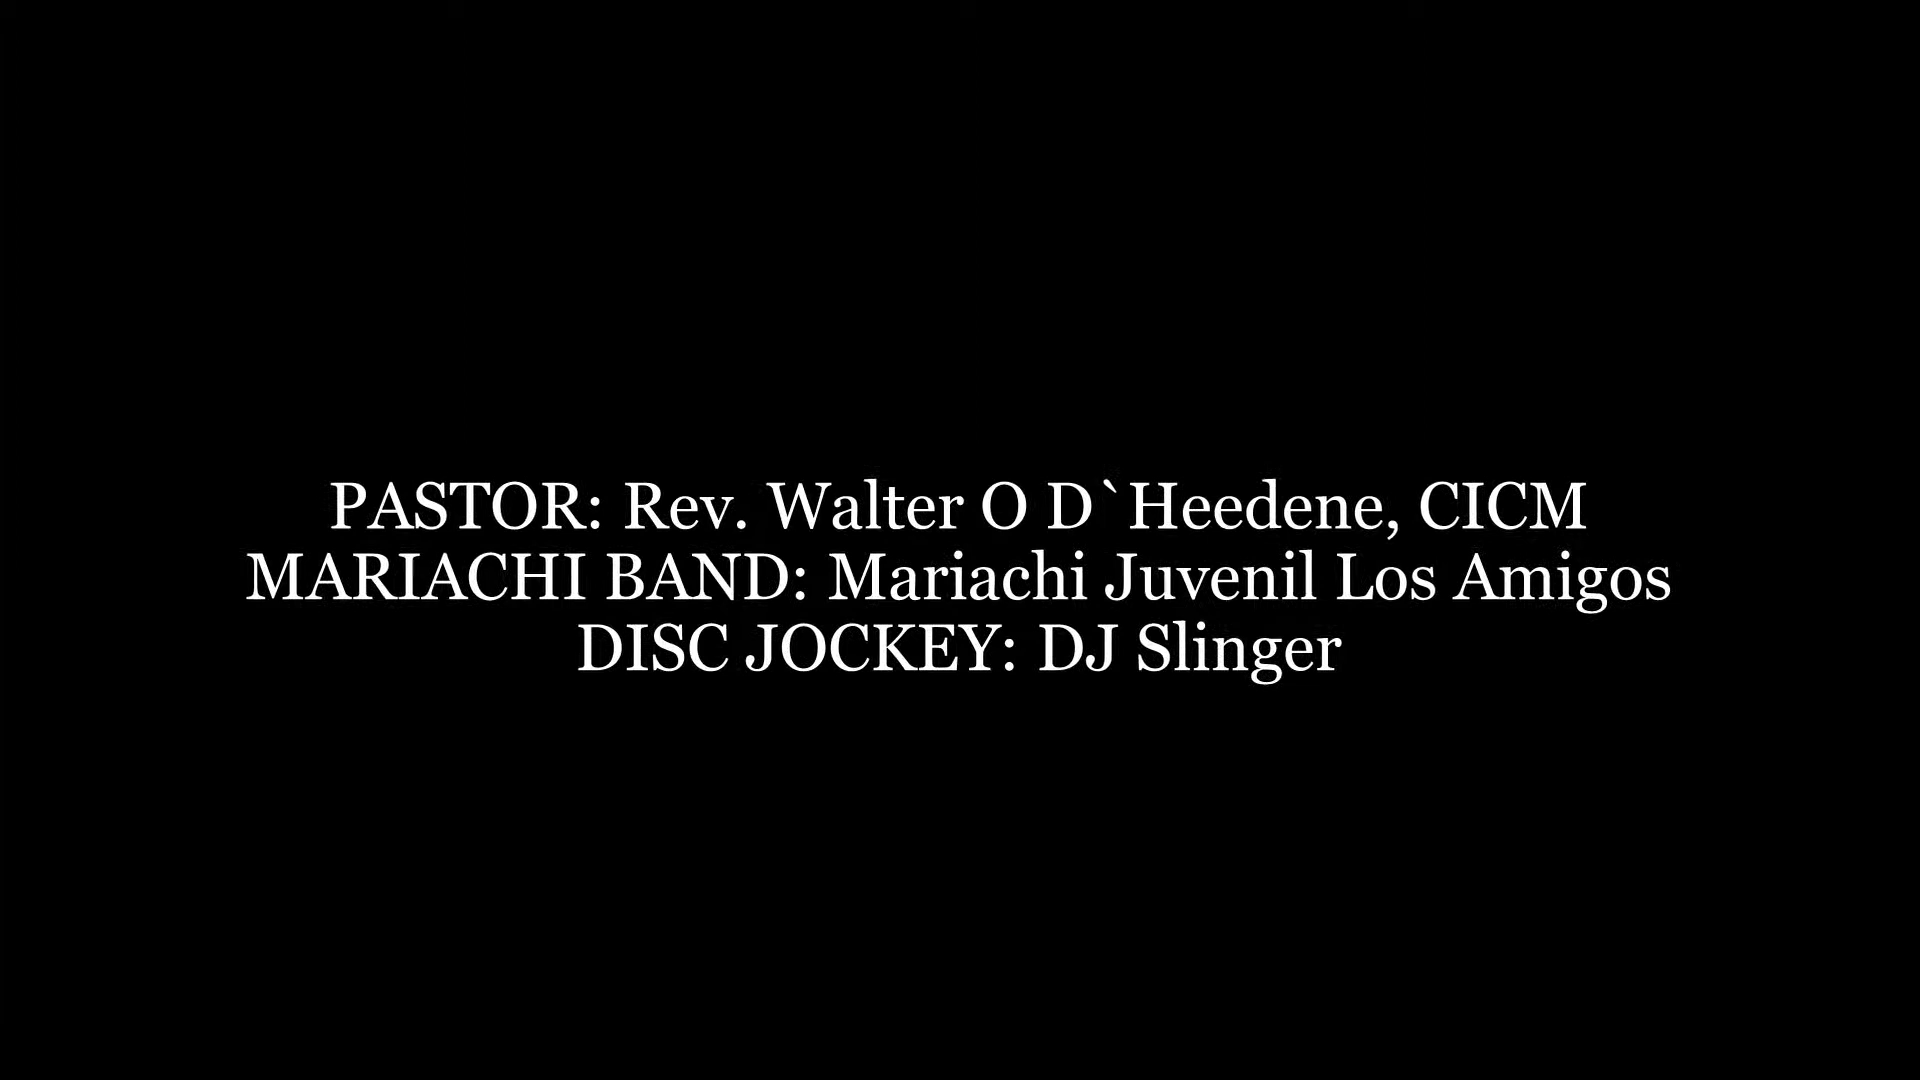 PASTOR: Rev. Walter O D`Heedene, CICM
MARIACHI BAND: Mariachi Juvenil Los Amigos
DISC JOCKEY: DJ Slinger